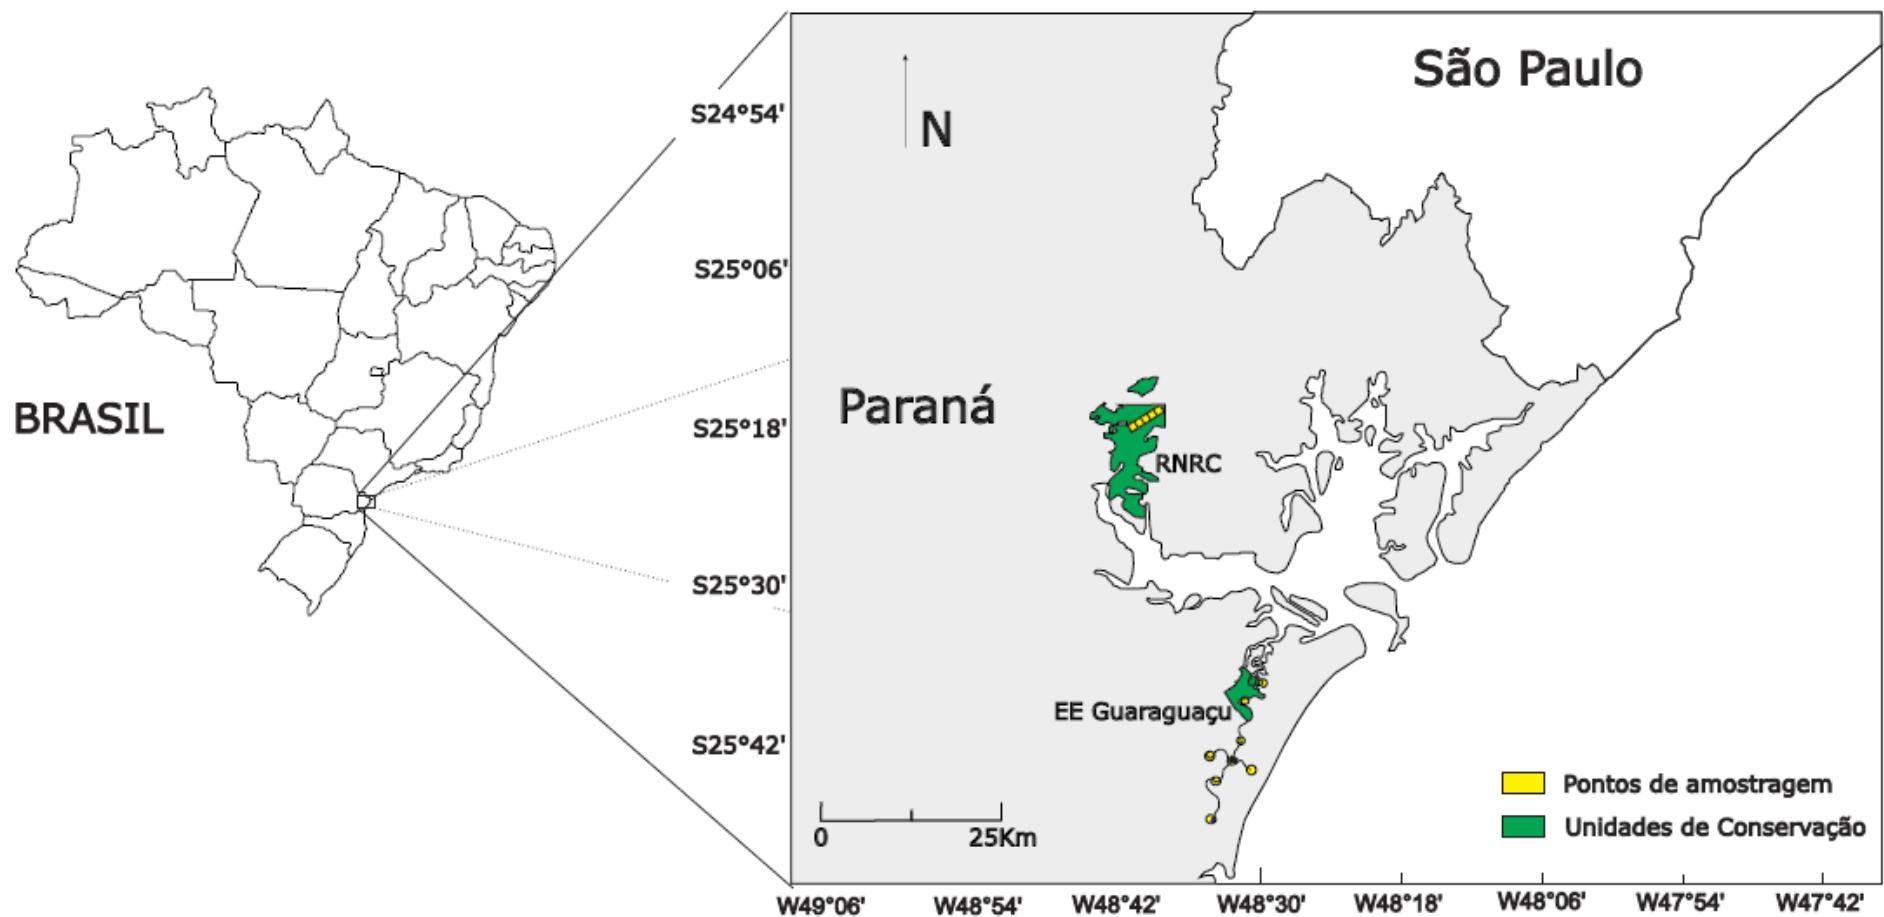 BRASIL
São Paulo
N
Paraná
RNRC
EE Guaraguaçu
S24°54'
S25°06'
S25°18'
S25°30'
S25°42'
0 25Km
Pontos de amostragem
Unidades de Conservação
W49°06' W48°54' W48°42' W48°30' W48°18' W48°06' W47°54' W47°42'